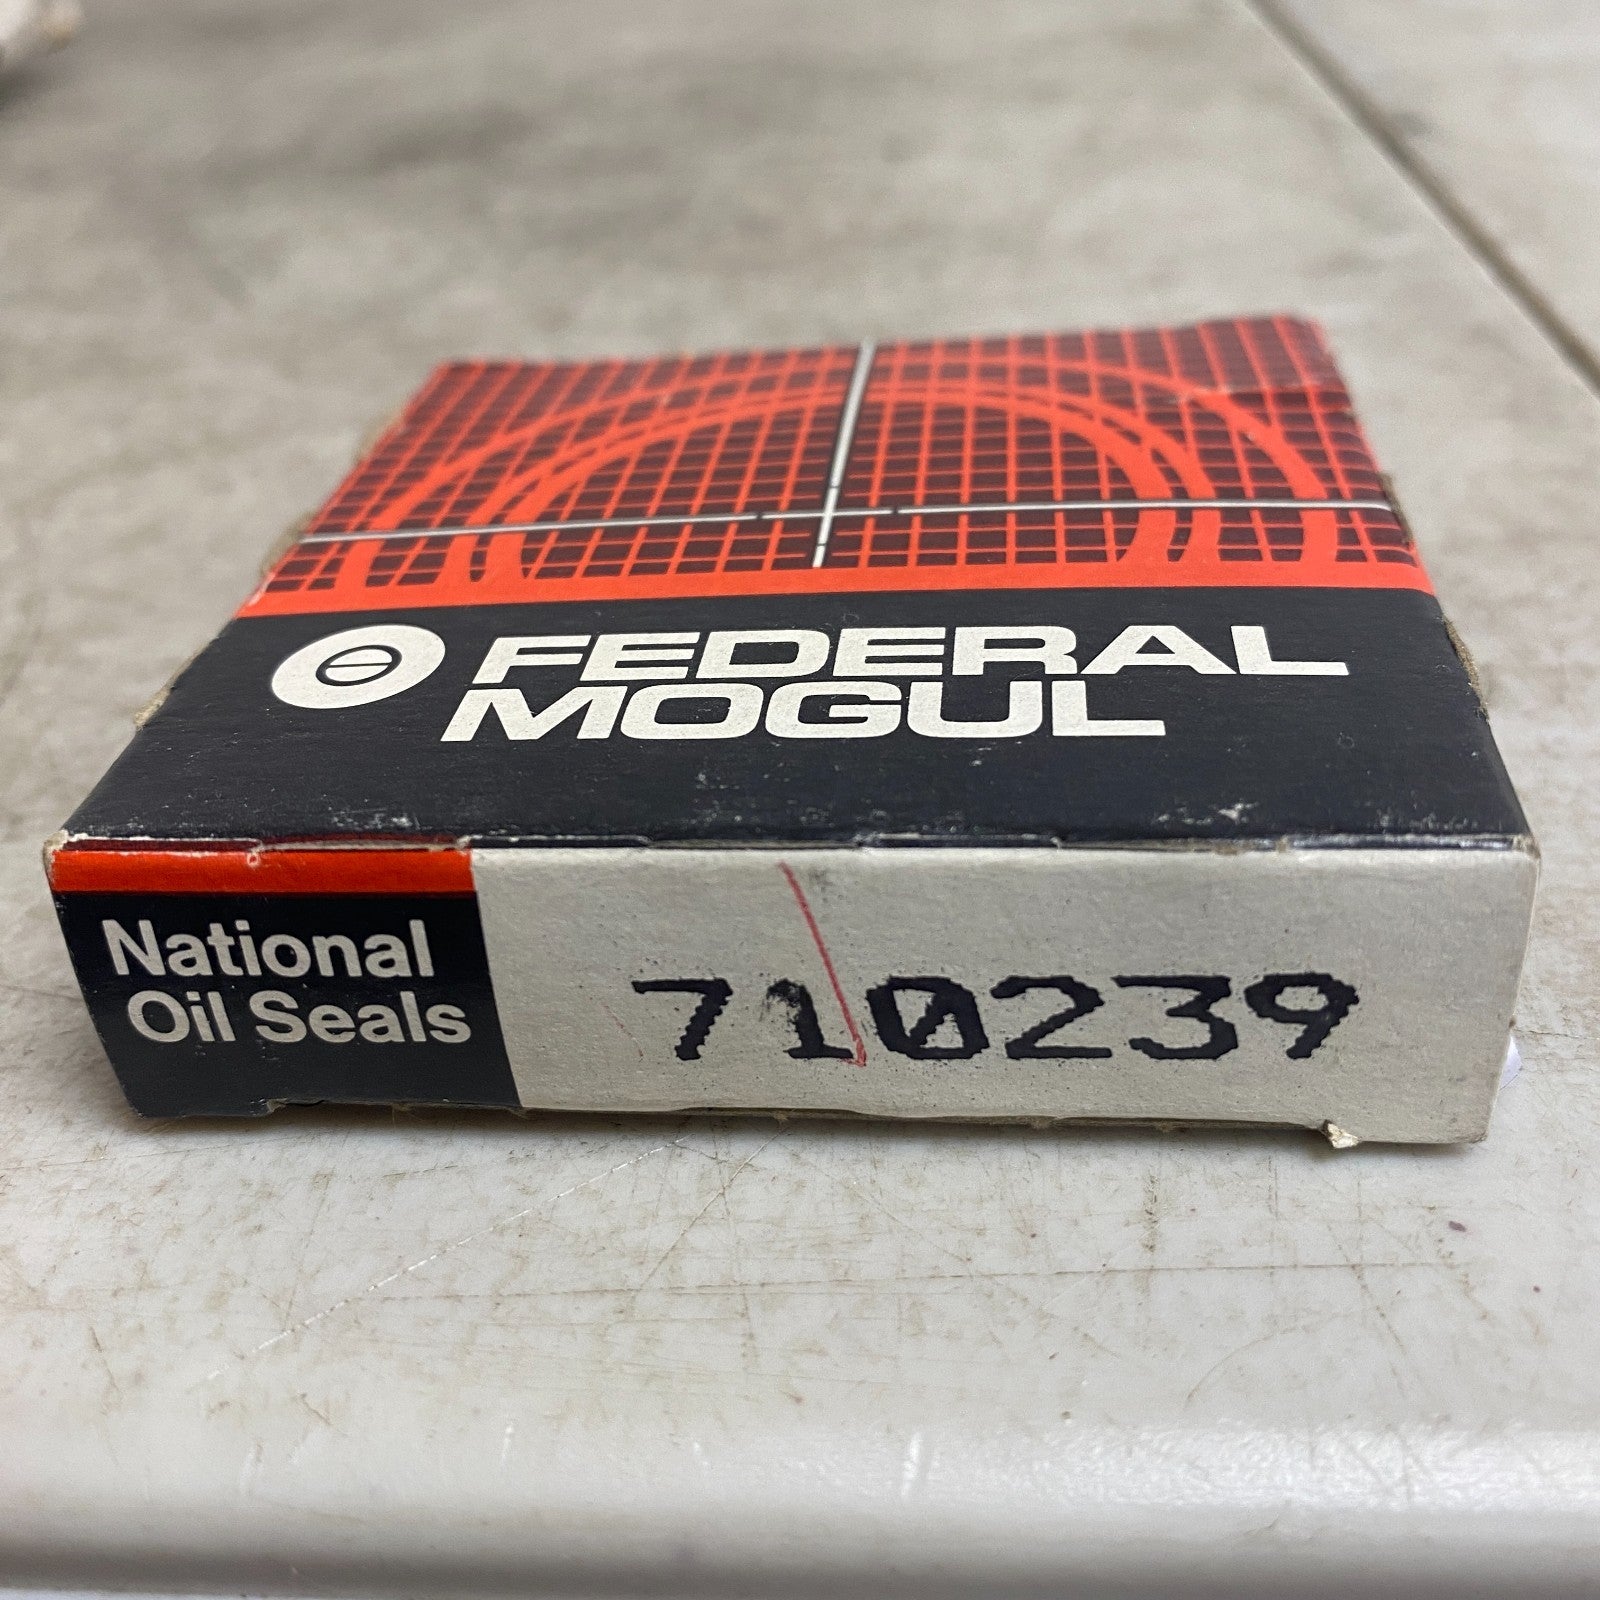 FEDERAL
MOGUL
National
Oil Seals
710239